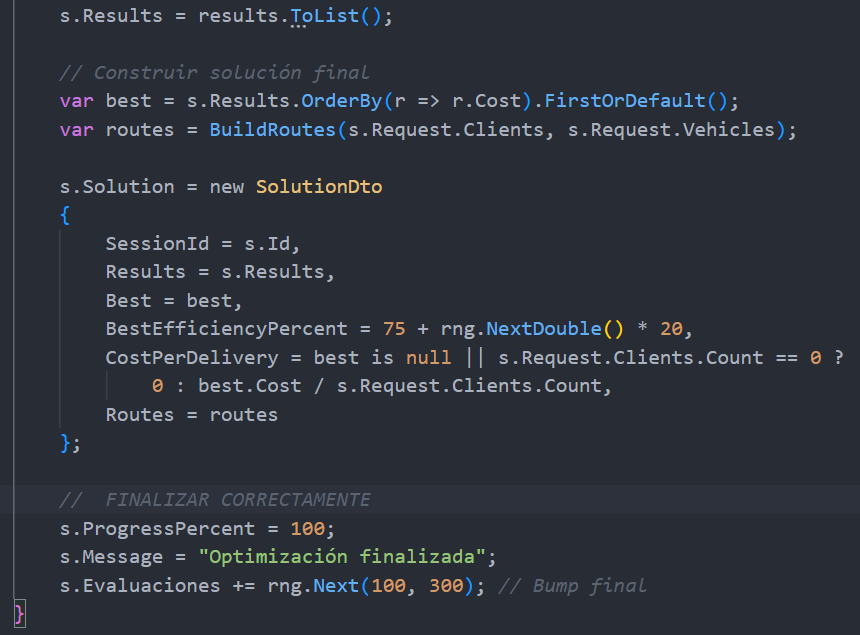 s.Results = results.ToList();
// Construir solución final
var best = s.Results.OrderBy(r => r.Cost).FirstOrDefault();
var routes = BuildRoutes(s.Request.Clients, s.Request.Vehicles);
s.Solution = new SolutionDto
{
SessionId = s.Id,
Results = s.Results,
Best = best,
BestEfficiencyPercent = 75 + rng.NextDouble() * 20,
CostPerDelivery = best is null || s.Request.Clients.Count == 0 ?
0 : best.Cost / s.Request.Clients.Count,
Routes = routes
};
//  FINALIZAR CORRECTAMENTE
s.ProgressPercent = 100;
s.Message = "Optimización finalizada";
s.Evaluaciones += rng.Next(100, 300); // Bump final
}